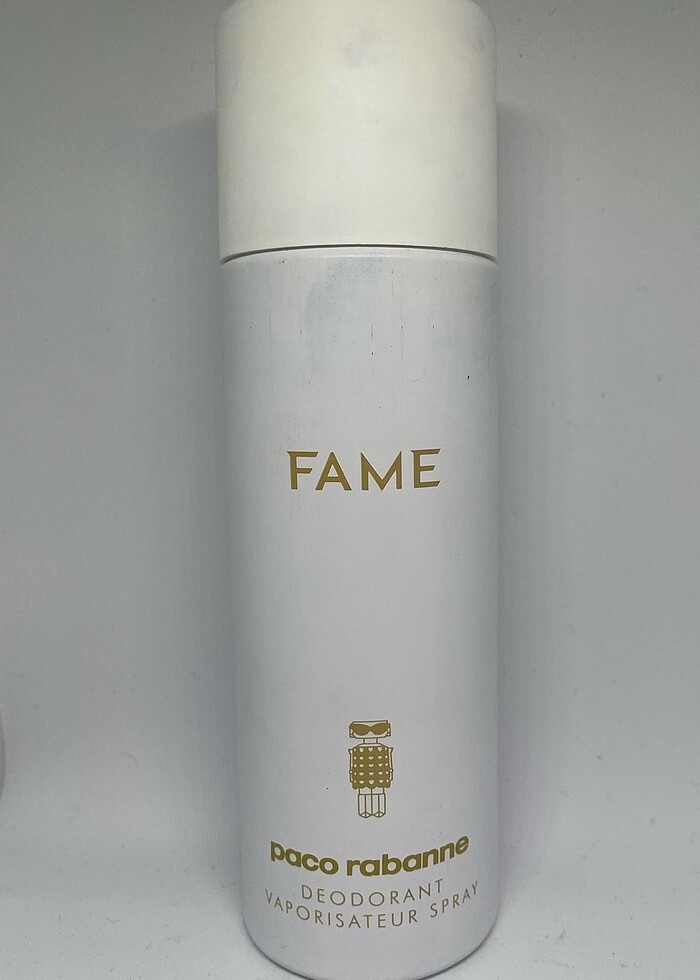 FAME
paco rabanne
DEODORANT
VAPORISATEUR SPRAY